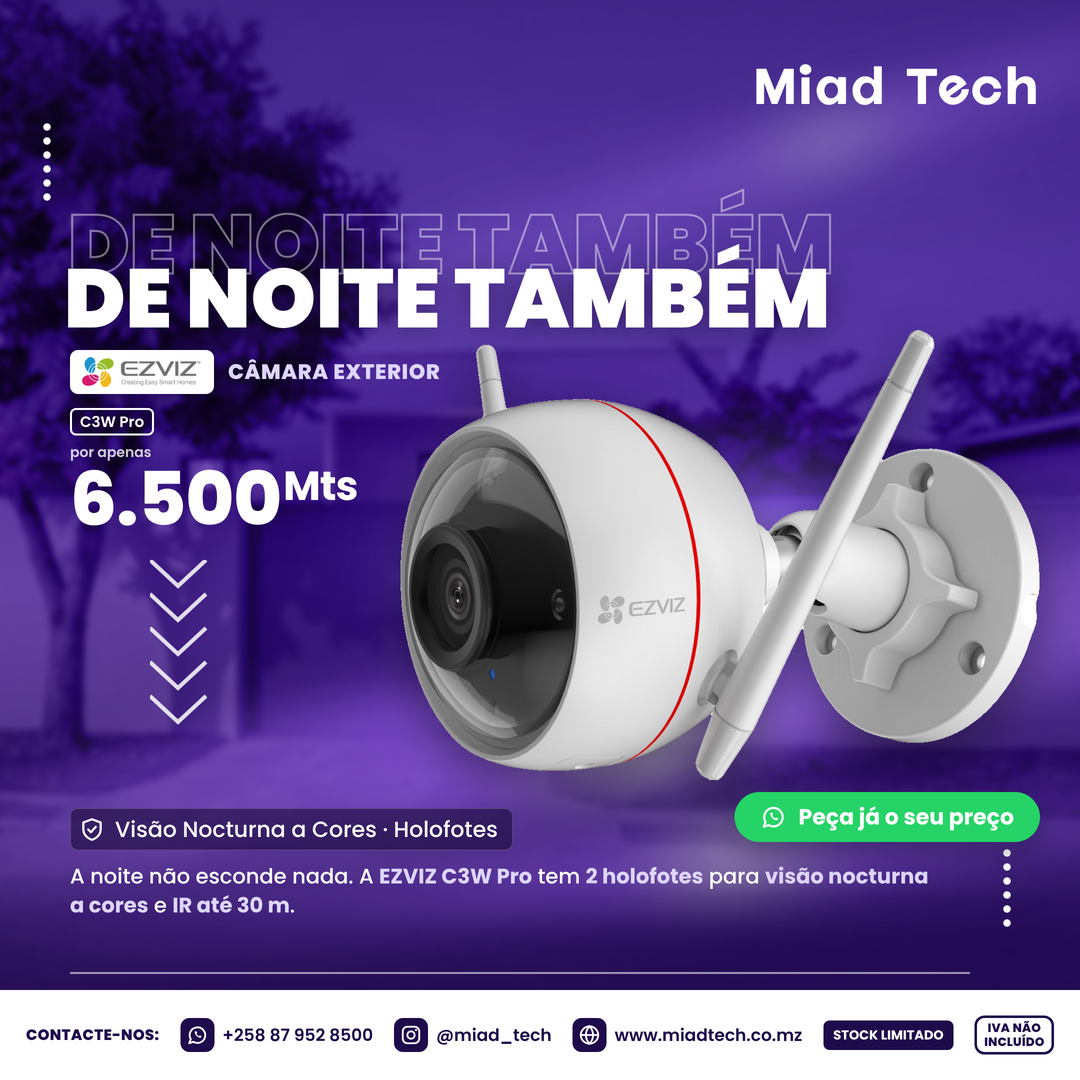 Miad Tech
DE NOITE TAMBÉM
DE NOITE TAMBÉM
EZVIZ™
Creating Easy Smart Homes
CÂMARA EXTERIOR
C3W Pro
por apenas
6.500Mts
EZVIZ
Visão Nocturna a Cores · Holofotes
Peça já o seu preço
A noite não esconde nada. A EZVIZ C3W Pro tem 2 holofotes para visão nocturna
a cores e IR até 30 m.
CONTACTE-NOS: +258 87 952 8500 @miad_tech www.miadtech.co.mz STOCK LIMITADO
IVA NÃO
INCLUÍDO